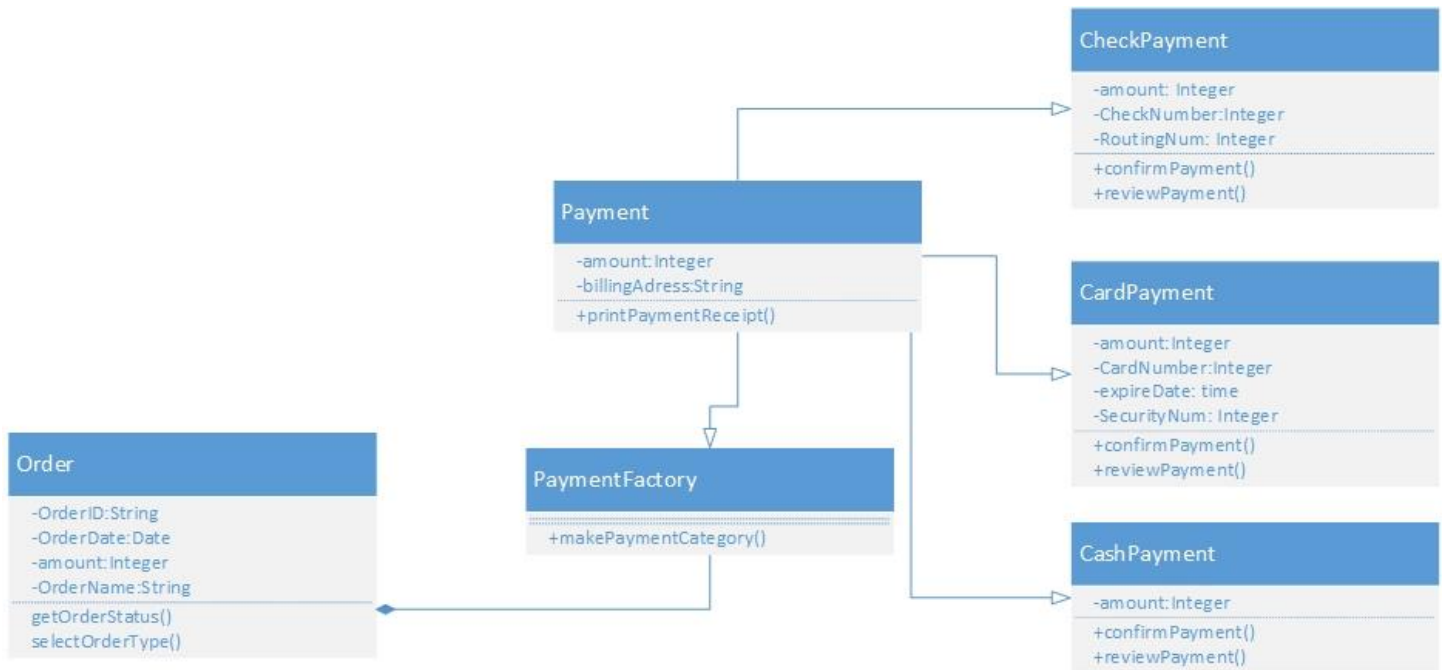 CheckPayment
-amount: Integer
-CheckNumber:Integer
-RoutingNum: Integer
+confirmPayment()
+reviewPayment()
Payment
-amount:Integer
-billingAdress:String
+printPaymentReceipt()
CardPayment
-amount:Integer
-CardNumber:Integer
-expireDate: time
-SecurityNum: Integer
+confirmPayment()
+reviewPayment()
Order
-OrderID:String
-OrderDate:Date
-amount:Integer
-OrderName:String
getOrderStatus()
selectOrderType()
PaymentFactory
+makePaymentCategory()
CashPayment
-amount:Integer
+confirmPayment()
+reviewPayment()